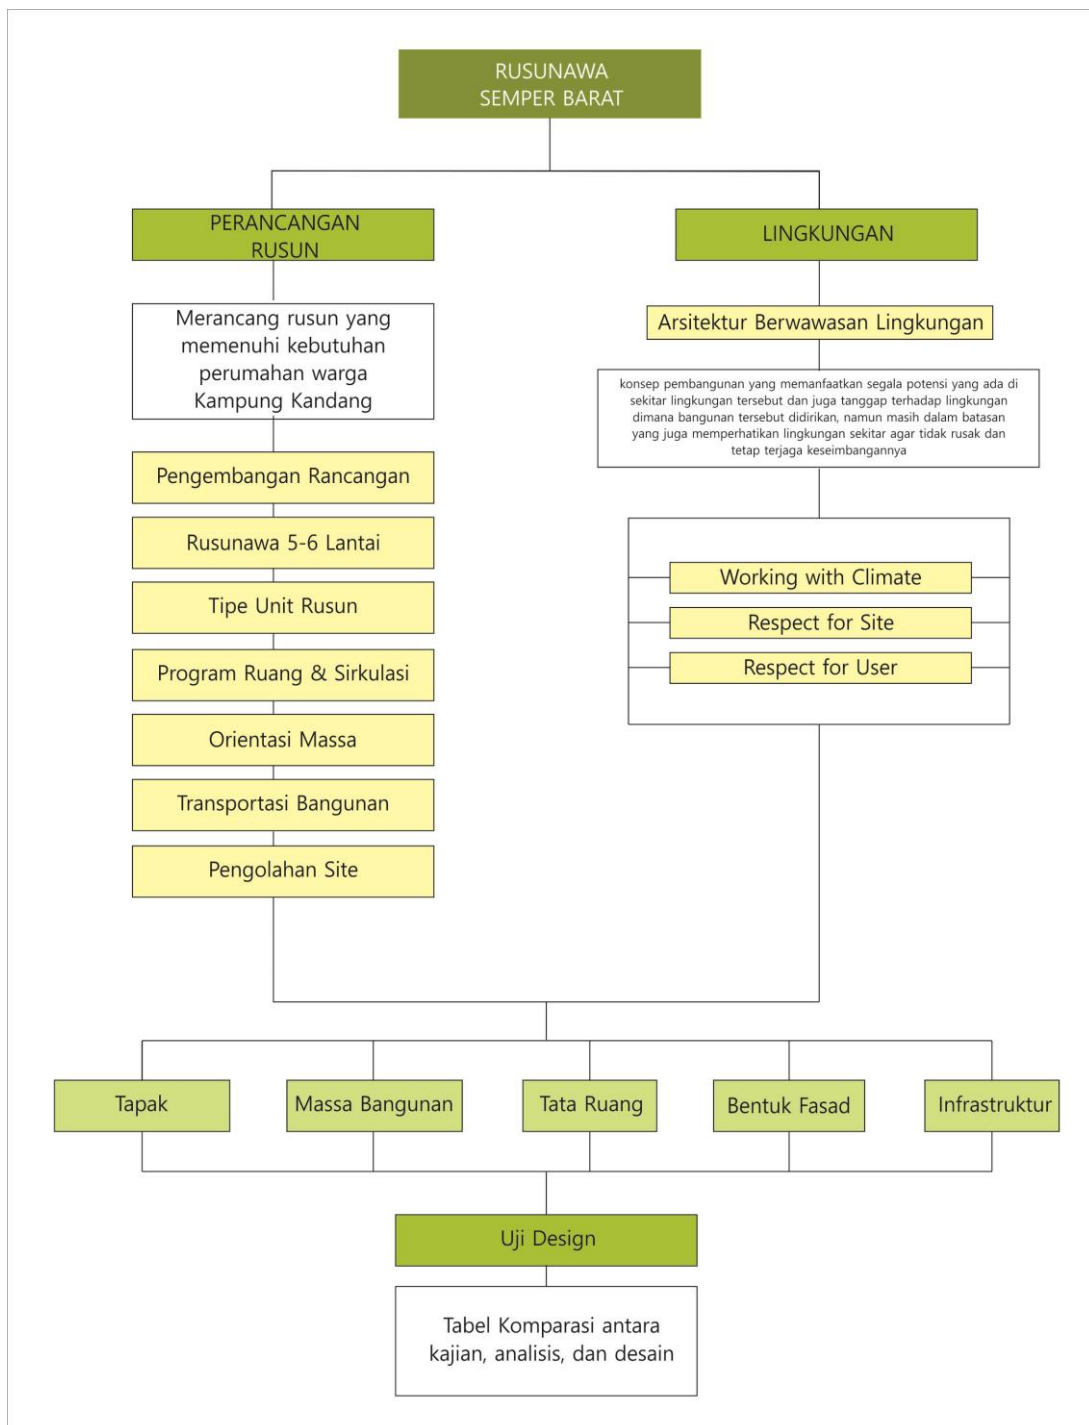 RUSUNAWA
SEMPER BARAT
PERANCANGAN
RUSUN
Merancang rusun yang
memenuhi kebutuhan
perumahan warga
Kampung Kandang
Pengembangan Rancangan
Rusunawa 5-6 Lantai
Tipe Unit Rusun
Program Ruang & Sirkulasi
Orientasi Massa
Transportasi Bangunan
Pengolahan Site
LINGKUNGAN
Arsitektur Berwawasan Lingkungan
konsep pembangunan yang memanfaatkan segala potensi yang ada di
sekitar lingkungan tersebut dan juga tanggap terhadap lingkungan
dimana bangunan tersebut didirikan, namun masih dalam batasan
yang juga memperhatikan lingkungan sekitar agar tidak rusak dan
tetap terjaga keseimbangannya
Working with Climate
Respect for Site
Respect for User
Tapak
Massa Bangunan
Tata Ruang
Bentuk Fasad
Infrastruktur
Uji Design
Tabel Komparasi antara
kajian, analisis, dan desain